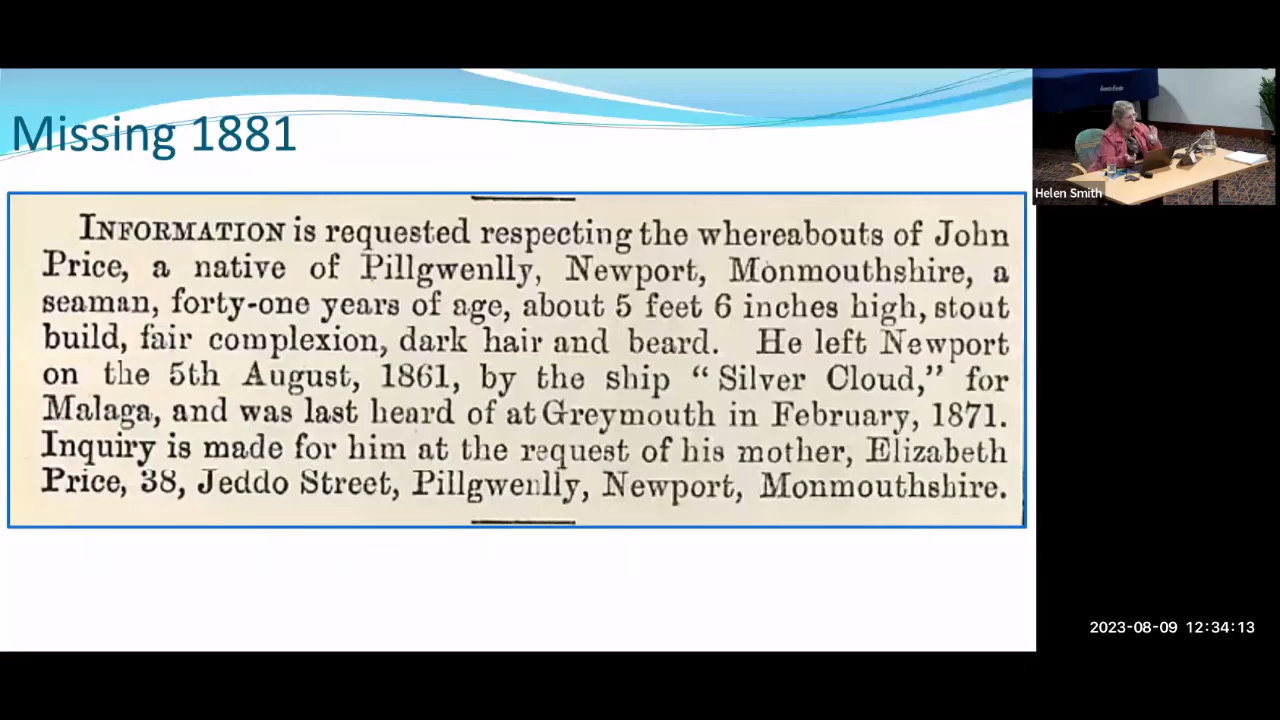 Missing 1881
INFORMATION is requested respecting the whereabouts of John
Price, a native of Pillgwenlly, Newport, Monmouthshire, a
seaman, forty-one years of age, about 5 feet 6 inches high, stout
build, fair complexion, dark hair and beard. He left Newport
on the 5th August, 1861, by the ship “Silver Cloud,” for
Malaga, and was last heard of at Greymouth in February, 1871.
Inquiry is made for him at the request of his mother, Elizabeth
Price, 38, Jeddo Street, Pillgwenlly, Newport, Monmouthshire.
Helen Smith
2023-08-09 12:34:13